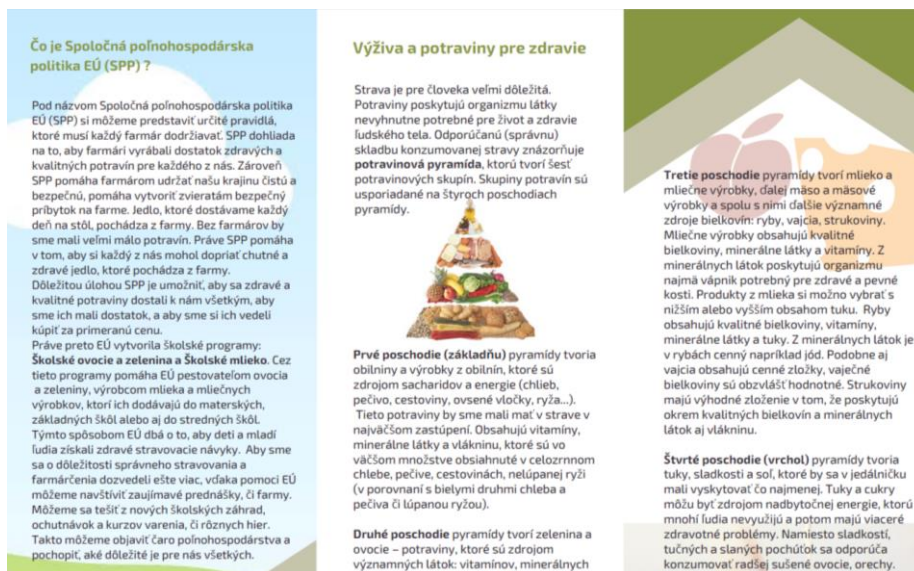 Čo je Spoločná poľnohospodárska
politika EÚ (SPP) ?
Pod názvom Spoločná poľnohospodárska politika
EÚ (SPP) si môžeme predstaviť určité pravidlá,
ktoré musí každý farmár dodržiavať. SPP dohliada
na to, aby farmári vyrábali dostatok zdravých a
kvalitných potravín pre každého z nás. Zároveň
SPP pomáha farmárom udržať našu krajinu čistú a
bezpečnú, pomáha vytvoriť zvieratám bezpečný
príbytok na farme. Jedlo, ktoré dostávame každý
deň na stôl, pochádza z farmy. Bez farmárov by
sme mali veľmi málo potravín. Práve SPP pomáha
v tom, aby si každý z nás mohol dopriať chutné a
zdravé jedlo, ktoré pochádza z farmy.
Dôležitou úlohou SPP je umožniť, aby sa zdravé a
kvalitné potraviny dostali k nám všetkým, aby
sme ich mali dostatok, a aby sme si ich vedeli
kúpiť za primeranú cenu.
Práve preto EÚ vytvorila školské programy:
Školské ovocie a zelenina a Školské mlieko. Cez
tieto programy pomáha EÚ pestovateľom ovocia
a zeleniny, výrobcom mlieka a mliečnych
výrobkov, ktorí ich dodávajú do materských,
základných škôl alebo aj do stredných škôl.
Týmto spôsobom EÚ dbá o to, aby deti a mladí
ľudia získali zdravé stravovacie návyky. Aby sme
sa o dôležitosti správneho stravovania a
farmárčenia dozvedeli ešte viac, vďaka pomoci EÚ
môžeme navštíviť zaujímavé prednášky, či farmy.
Môžeme sa tešiť z nových školských záhrad,
ochutnávok a kurzov varenia, či rôznych hier.
Takto môžeme objaviť čaro poľnohospodárstva a
pochopiť, aké dôležité je pre nás všetkých.
Výživa a potraviny pre zdravie
Strava je pre človeka veľmi dôležitá.
Potraviny poskytujú organizmu látky
nevyhnutne potrebné pre život a zdravie
ľudského tela. Odporúčanú (správnu)
skladbu konzumovanej stravy znázorňuje
potravinová pyramída, ktorú tvorí šesť
potravinových skupín. Skupiny potravín sú
usporiadané na štyroch poschodiach
pyramídy.
Prvé poschodie (základňu) pyramídy tvoria
obilniny a výrobky z obilnín, ktoré sú
zdrojom sacharidov a energie (chlieb,
pečivo, cestoviny, ovsené vločky, ryža...).
Tieto potraviny by sme mali mať v strave v
najväčšom zastúpení. Obsahujú vitamíny,
minerálne látky a vlákninu, ktoré sú vo
väčšom množstve obsiahnuté v celozrnnom
chlebe, pečive, cestovinách, nelúpanej ryži
(v porovnaní s bielymi druhmi chleba a
pečiva či lúpanou ryžou).
Druhé poschodie pyramídy tvorí zelenina a
ovocie – potraviny, ktoré sú zdrojom
významných látok: vitamínov, minerálnych
Tretie poschodie pyramídy tvorí mlieko a
mliečne výrobky, ďalej mäso a mäsové
výrobky a spolu s nimi ďalšie významné
zdroje bielkovín: ryby, vajcia, strukoviny.
Mliečne výrobky obsahujú kvalitné
bielkoviny, minerálne látky a vitamíny. Z
minerálnych látok poskytujú organizmu
najmä vápnik potrebný pre zdravé a pevné
kosti. Produkty z mlieka si možno vybrať s
nižším alebo vyšším obsahom tuku. Ryby
obsahujú kvalitné bielkoviny, vitamíny,
minerálne látky a tuky. Z minerálnych látok je
v rybách cenný napríklad jód. Podobne aj
vajcia obsahujú cenné zložky, vaječné
bielkoviny sú obzvlášť hodnotné. Strukoviny
majú výhodné zloženie v tom, že poskytujú
okrem kvalitných bielkovín a minerálnych
látok aj vlákninu.
Štvrté poschodie (vrchol) pyramídy tvoria
tuky, sladkosti a soľ, ktoré by sa v jedálničku
mali vyskytovať čo najmenej. Tuky a cukry
môžu byť zdrojom nadbytočnej energie, ktorú
mnohí ľudia nevyužijú a potom majú viaceré
zdravotné problémy. Namiesto sladkostí,
tučných a slaných pochúťok sa odporúča
konzumovať radšej sušené ovocie, orechy.